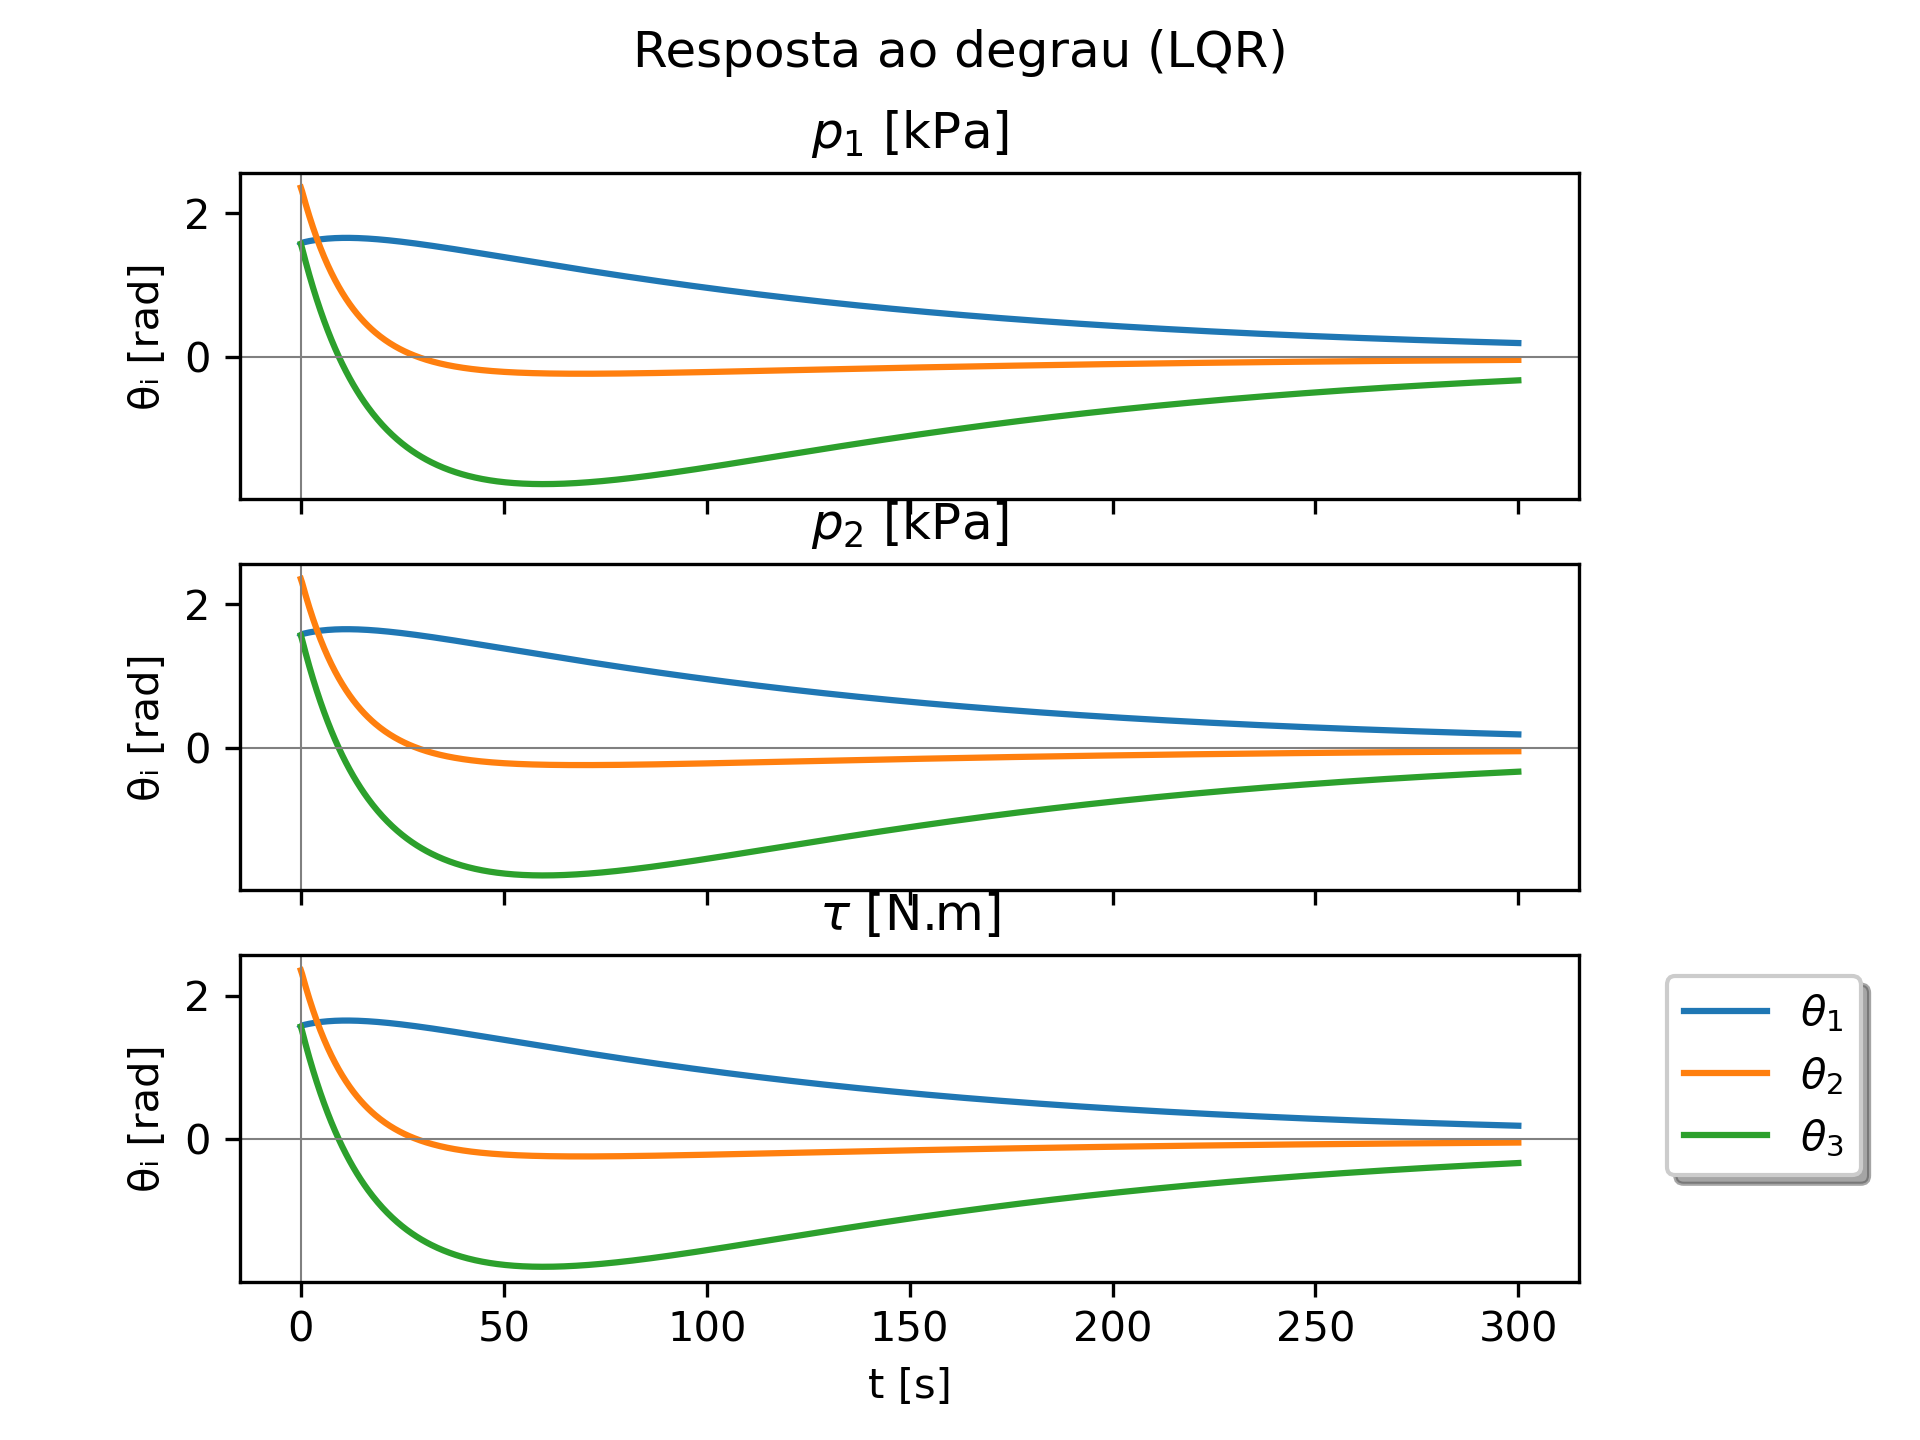 Resposta ao degrau (LQR)
p₁ [kPa]
2
0
θᵢ [rad]
p₂ [kPa]
2
0
θᵢ [rad]
τ [N.m]
2
0
θᵢ [rad]
0 50 100 150 200 250 300
t [s]
θ₁
θ₂
θ₃